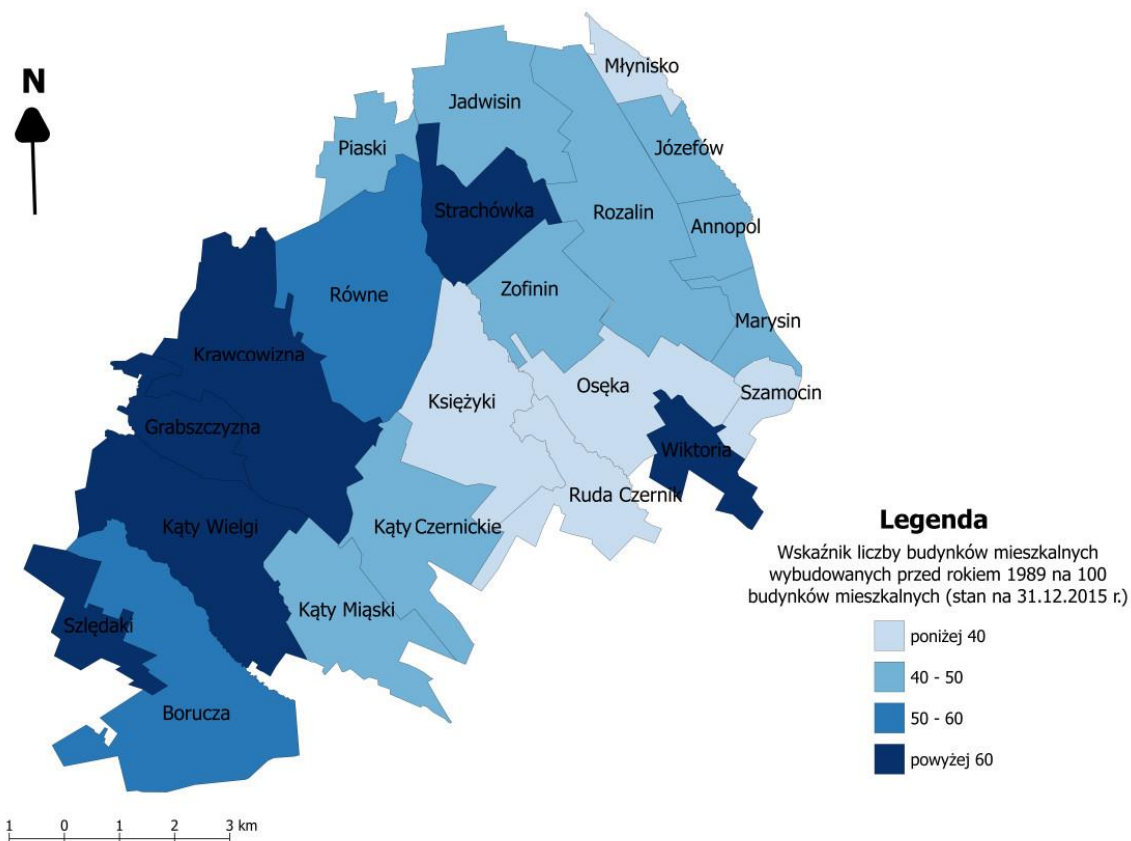 N
Młynisko
Jadwisin
Piaski
Józefów
Strachówka
Rozalin
Annopol
Zofinin
Równe
Marysin
Krawcowizna
Osęka
Szamocin
Księżyki
Grabszczyzna
Wiktoria
Ruda Czernik
Kąty Wielgi
Kąty Czernickie
Kąty Miąski
Szlędaki
Borucza
Legenda
Wskaźnik liczby budynków mieszkalnych
wybudowanych przed rokiem 1989 na 100
budynków mieszkalnych (stan na 31.12.2015 r.)
poniżej 40
40 - 50
50 - 60
powyżej 60
1 0 1 2 3 km